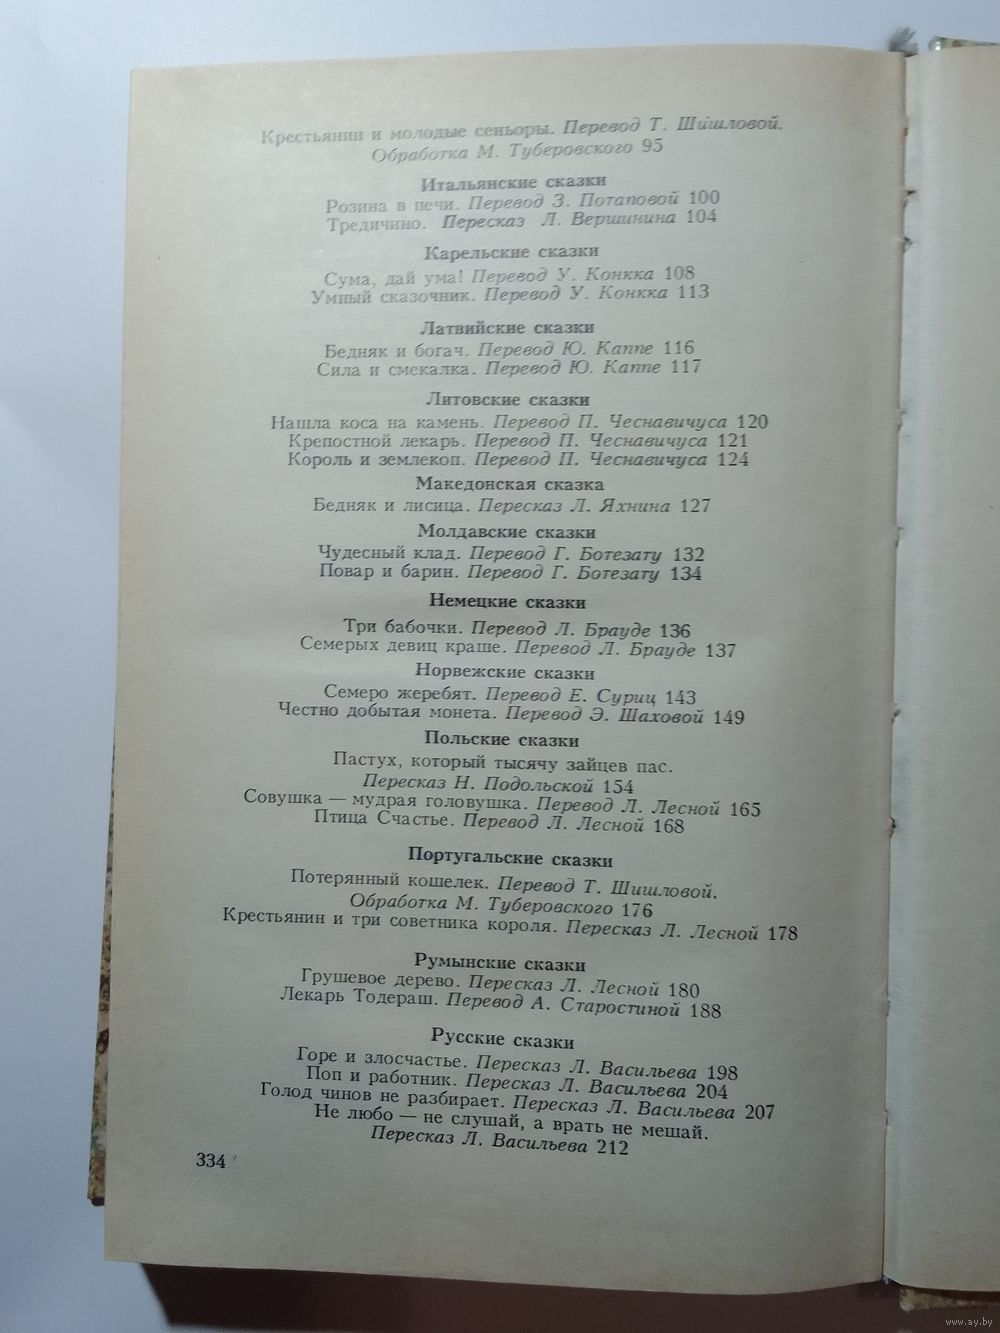 Крестьянин и молодые сеньоры. Перевод Т. Шишловой.
Обработка М. Туберовского 95
Итальянские сказки
Розина в печи. Перевод З. Потаповой 100
Тредичино. Пересказ Л. Вершинина 104
Карельские сказки
Сума, дай ума! Перевод У. Конкка 108
Умный сказочник. Перевод У. Конкка 113
Латвийские сказки
Бедняк и богач. Перевод Ю. Каппе 116
Сила и смекалка. Перевод Ю. Каппе 117
Литовские сказки
Нашла коса на камень. Перевод П. Чеснавичуса 120
Крепостной лекарь. Перевод П. Чеснавичуса 121
Король и землекоп. Перевод П. Чеснавичуса 124
Македонская сказка
Бедняк и лисица. Пересказ Л. Яхнина 127
Молдавские сказки
Чудесный клад. Перевод Г. Ботезату 132
Повар и барин. Перевод Г. Ботезату 134
Немецкие сказки
Три бабочки. Перевод Л. Брауде 136
Семерых девиц краше. Перевод Л. Брауде 137
Норвежские сказки
Семеро жеребят. Перевод Е. Суриц 143
Честно добытая монета. Перевод Э. Шаховой 149
Польские сказки
Пастух, который тысячу зайцев пас.
Пересказ Н. Подольской 154
Совушка — мудрая головушка. Перевод Л. Лесной 165
Птица Счастье. Перевод Л. Лесной 168
Португальские сказки
Потерянный кошелек. Перевод Т. Шишловой.
Обработка М. Туберовского 176
Крестьянин и три советника короля. Пересказ Л. Лесной 178
Румынские сказки
Грушевое дерево. Пересказ Л. Лесной 180
Лекарь Тодераш. Перевод А. Старостиной 188
Русские сказки
Горе и злосчастье. Пересказ Л. Васильева 198
Поп и работник. Пересказ Л. Васильева 204
Голод чинов не разбирает. Пересказ Л. Васильева 207
Не любо — не слушай, а врать не мешай.
Пересказ Л. Васильева 212
334
www.ay.by